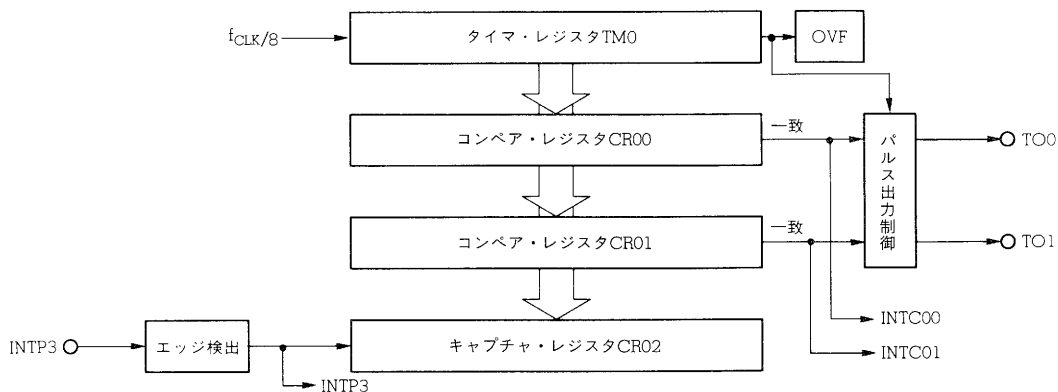 fCLK/8
タイマ・レジスタTM0
OVF
コンペア・レジスタCR00
一致
パルス出力制御
TO0
コンペア・レジスタCR01
一致
TO1
INTC00
INTP3
エッジ検出
キャプチャ・レジスタCR02
INTC01
INTP3